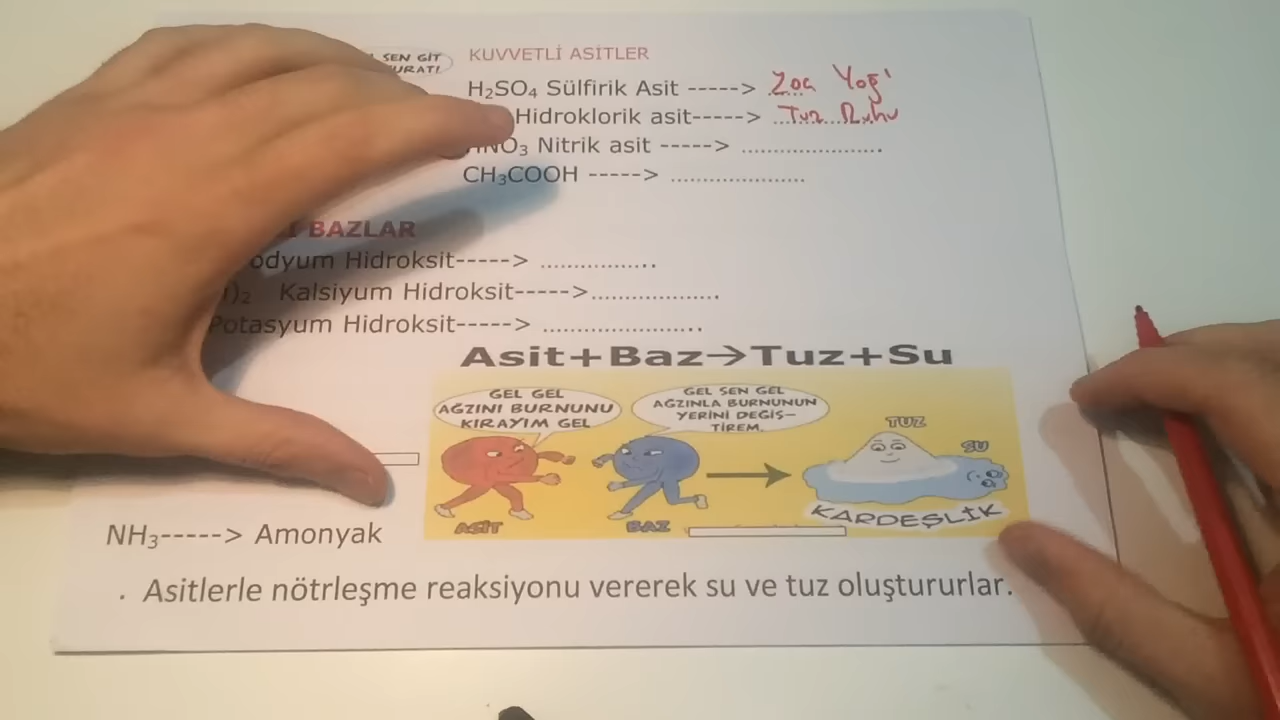 SEN GİT
KUVVETLİ ASİTLER
H₂SO₄ Sülfirik Asit -----> Zaç Yağı
Hidroklorik asit-----> ...Tuz...Ruhu
HNO₃ Nitrik asit -----> ......................
CH₃COOH -----> .....................
BAZLAR
odyum Hidroksit-----> ................
)₂ Kalsiyum Hidroksit----->...................
Potasyum Hidroksit-----> .....................
Asit+Baz→Tuz+Su
GEL GEL
AĞZINI BURNUNU
KIRAYIM GEL
GEL SEN GEL
AĞZINLA BURNUNUN
YERİNİ DEĞİŞ-
TİREM.
TUZ
SU
ASİT
BAZ
KARDEŞLİK
NH₃-----> Amonyak
. Asitlerle nötrleşme reaksiyonu vererek su ve tuz oluştururlar.